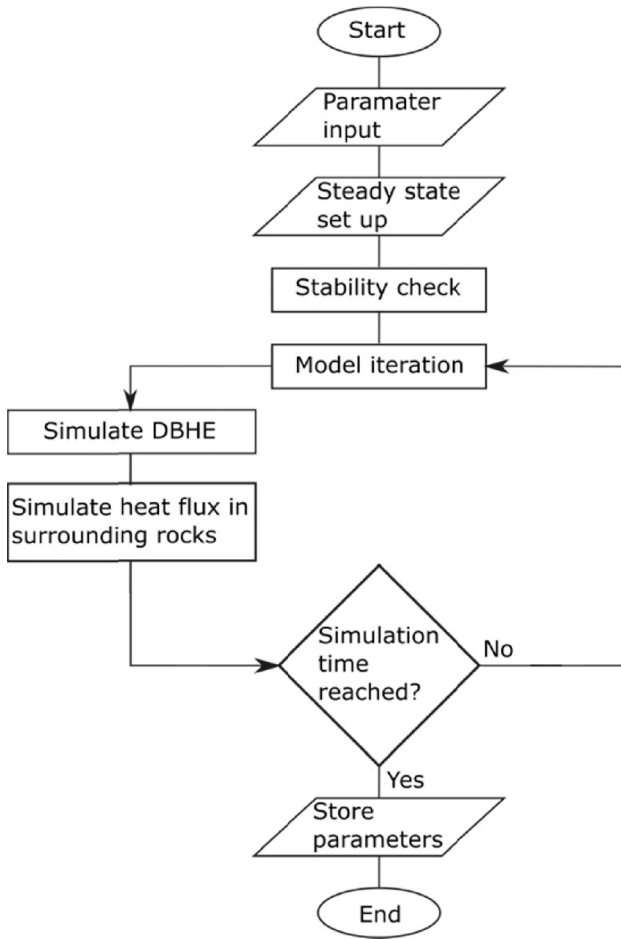 Start
Paramater
input
Steady state
set up
Stability check
Model iteration
Simulate DBHE
Simulate heat flux in
surrounding rocks
Simulation
time
reached?
No
Yes
Store
parameters
End